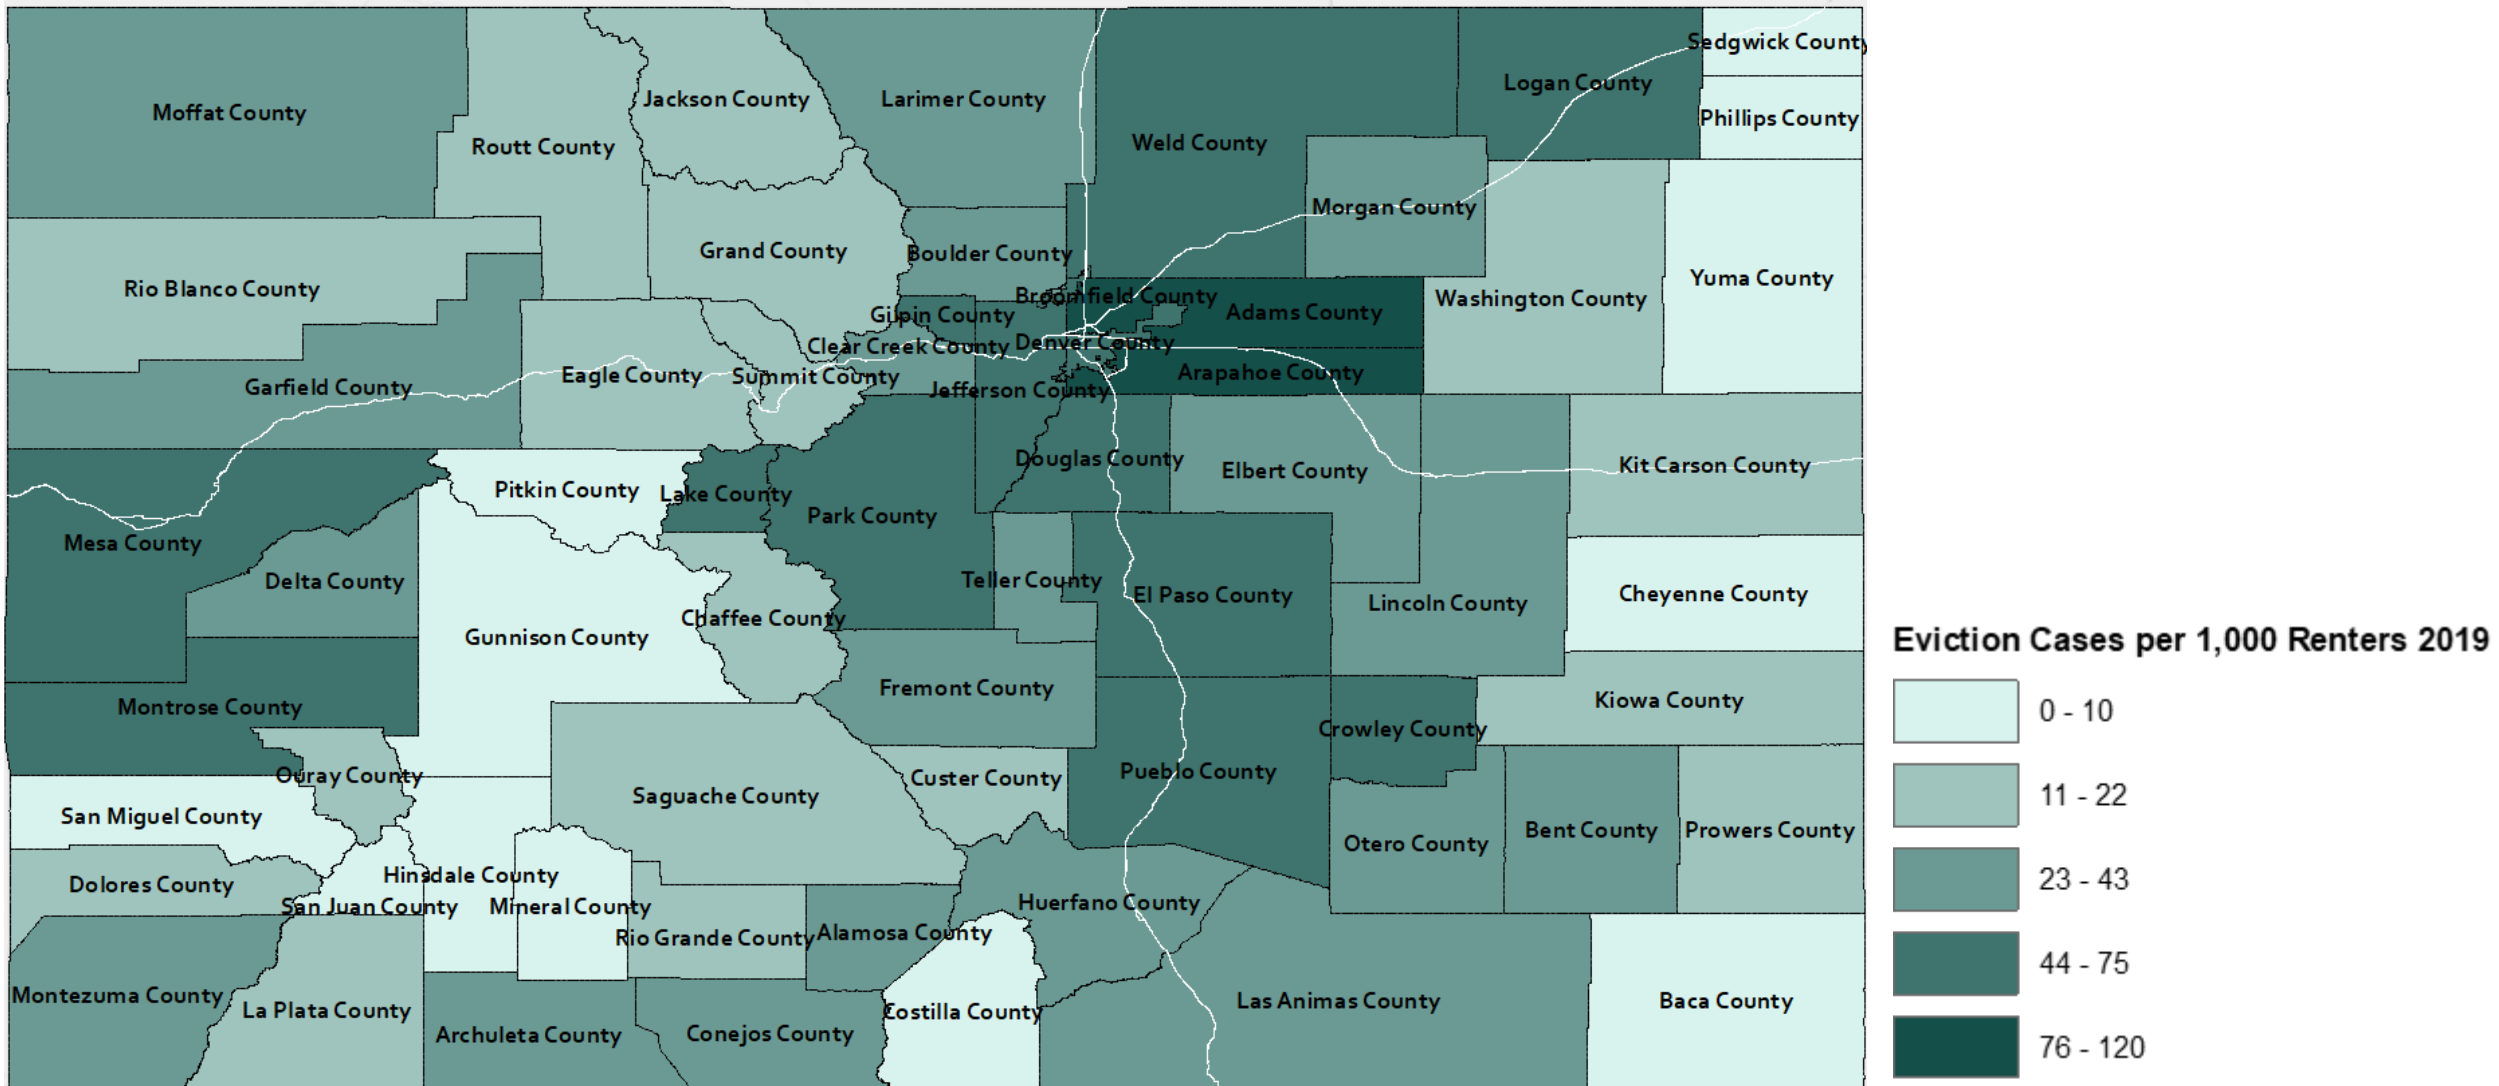 Sedgwick County
Logan County
Jackson County
Larimer County
Moffat County
Phillips County
Weld County
Routt County
Morgan County
Grand County
Boulder County
Yuma County
Rio Blanco County
Broomfield County
Washington County
Adams County
Gilpin County
Denver County
Clear Creek County
Arapahoe County
Eagle County
Summit County
Garfield County
Jefferson County
Douglas County
Kit Carson County
Elbert County
Pitkin County
Lake County
Park County
Mesa County
Teller County
Delta County
Cheyenne County
El Paso County
Lincoln County
Chaffee County
Gunnison County
Fremont County
Kiowa County
Montrose County
Crowley County
Pueblo County
Ouray County
Custer County
Saguache County
San Miguel County
Bent County
Prowers County
Otero County
Hinsdale County
Dolores County
Huerfano County
San Juan County
Mineral County
Alamosa County
Rio Grande County
Montezuma County
Las Animas County
Baca County
La Plata County
Costilla County
Conejos County
Archuleta County
Eviction Cases per 1,000 Renters 2019
0 - 10
11 - 22
23 - 43
44 - 75
76 - 120